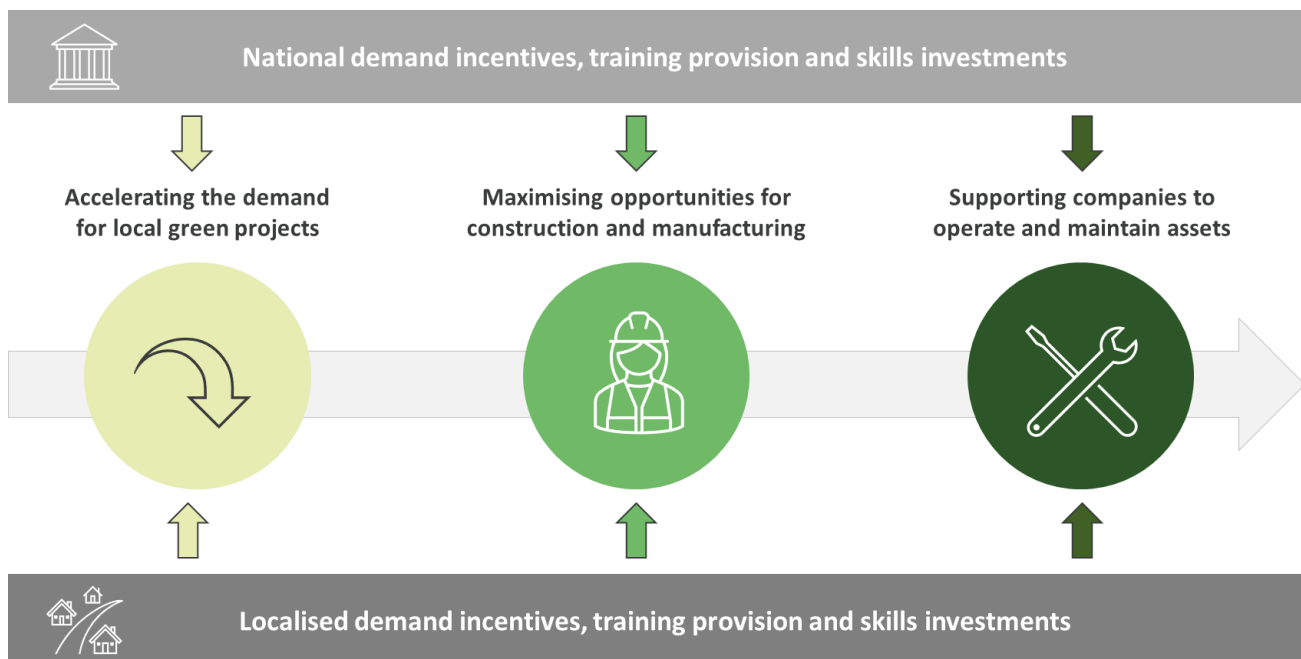 National demand incentives, training provision and skills investments
Accelerating the demand
for local green projects
Maximising opportunities for
construction and manufacturing
Supporting companies to
operate and maintain assets
Localised demand incentives, training provision and skills investments